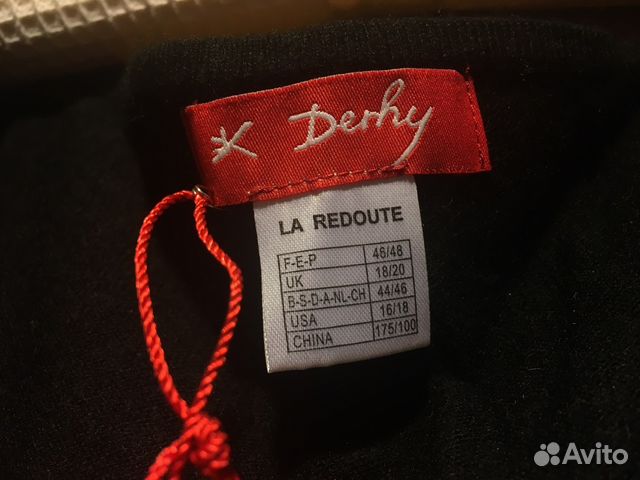 K Derhy
LA REDOUTE
F-E-P 46/48
UK 18/20
B-S-D-A-NL-CH 44/46
USA 16/18
CHINA 175/100
Avito